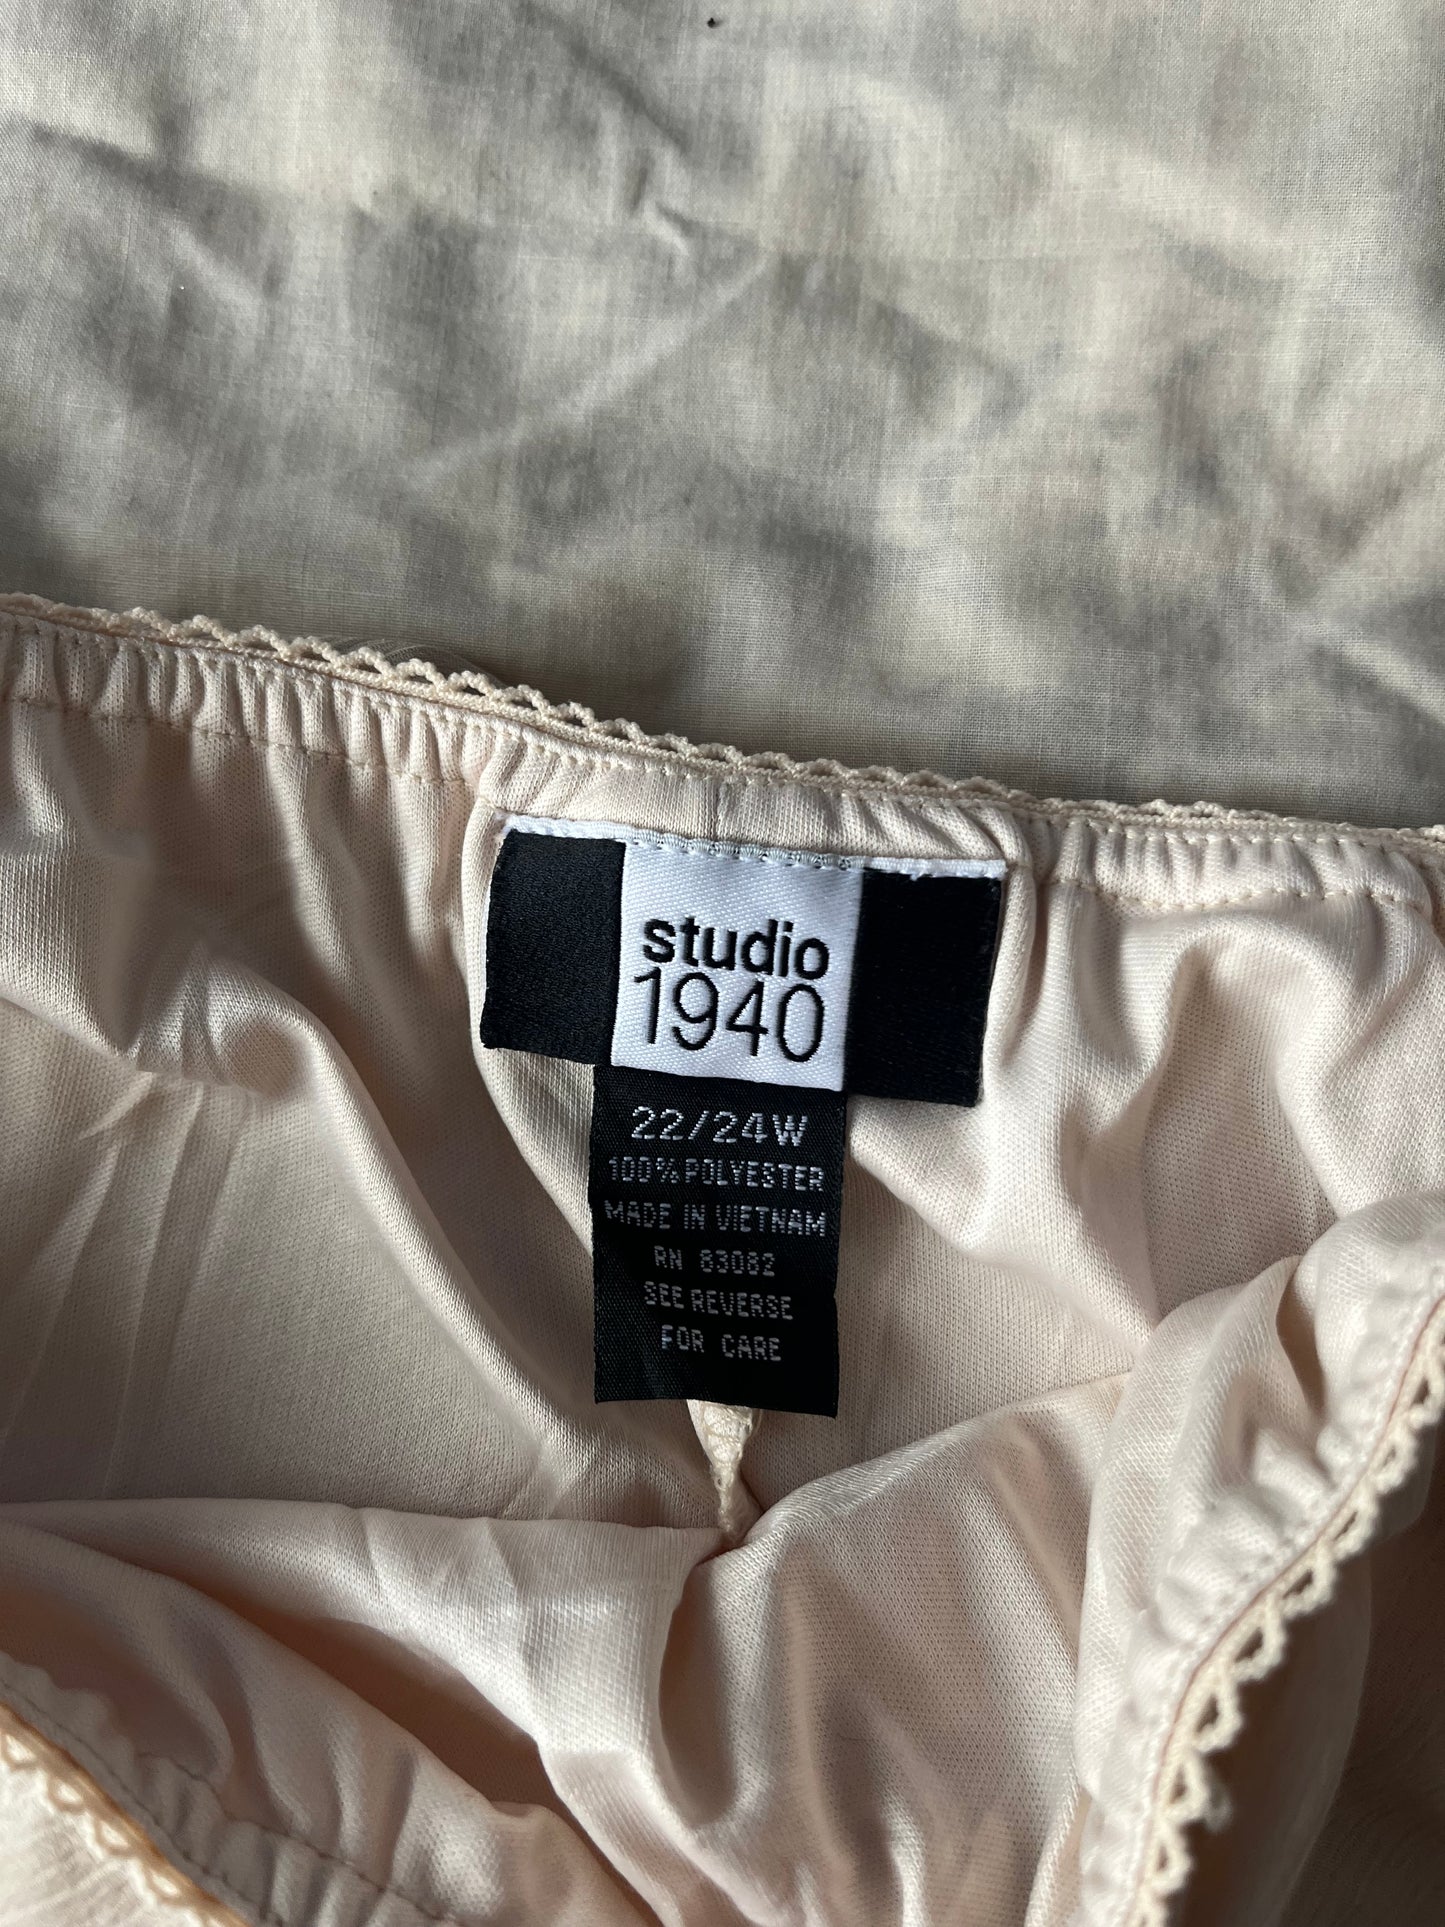 studio
1940
22/24W
100% POLYESTER
MADE IN VIETNAM
RN 83082
SEE REVERSE
FOR CARE